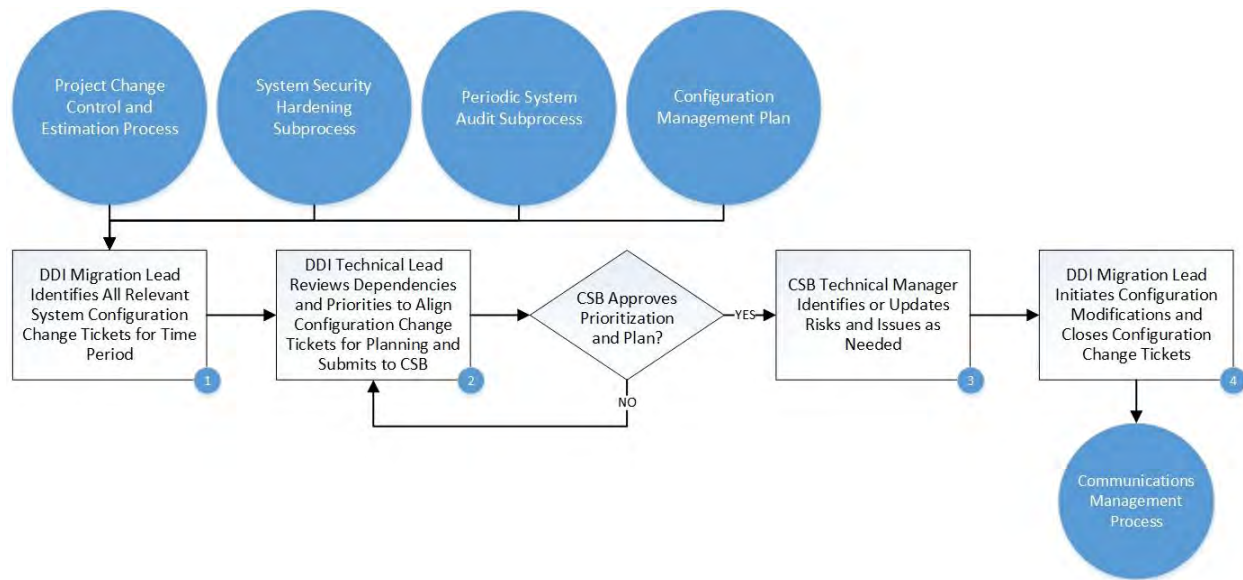 Project Change
Control and
Estimation Process
System Security
Hardening
Subprocess
Periodic System
Audit Subprocess
Configuration
Management Plan
DDI Migration Lead
Identifies All Relevant
System Configuration
Change Tickets for Time
Period
1
DDI Technical Lead
Reviews Dependencies
and Priorities to Align
Configuration Change
Tickets for Planning and
Submits to CSB
2
CSB Approves
Prioritization
and Plan?
YES
NO
CSB Technical Manager
Identifies or Updates
Risks and Issues as
Needed
3
DDI Migration Lead
Initiates Configuration
Modifications and
Closes Configuration
Change Tickets
4
Communications
Management
Process